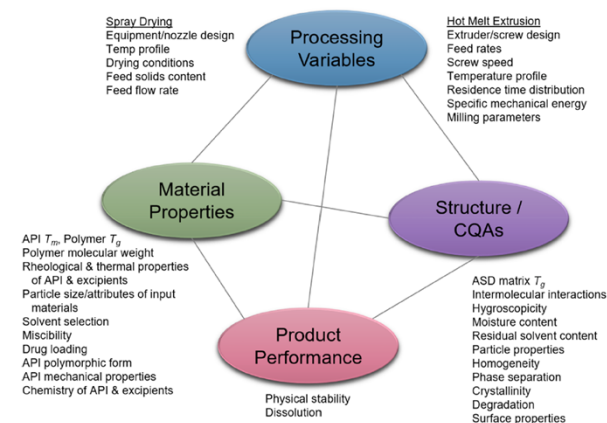 Spray Drying
Equipment/nozzle design
Temp profile
Drying conditions
Feed solids content
Feed flow rate
Processing
Variables
Hot Melt Extrusion
Extruder/screw design
Feed rates
Screw speed
Temperature profile
Residence time distribution
Specific mechanical energy
Milling parameters
Material
Properties
Structure /
CQAs
API Tm, Polymer Tg
Polymer molecular weight
Rheological & thermal properties
of API & excipients
Particle size/attributes of input
materials
Solvent selection
Miscibility
Drug loading
API polymorphic form
API mechanical properties
Chemistry of API & excipients
Product
Performance
Physical stability
Dissolution
ASD matrix Tg
Intermolecular interactions
Hygroscopicity
Moisture content
Residual solvent content
Particle properties
Homogeneity
Phase separation
Crystallinity
Degradation
Surface properties